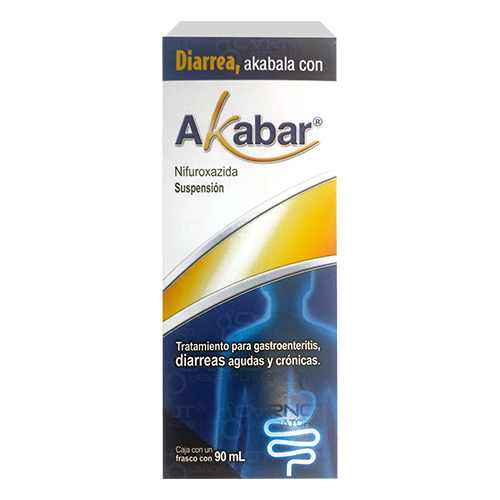 Diarrea, akabala con
Akabar®
Nifuroxazida
Suspensión
Tratamiento para gastroenteritis,
diarreas agudas y crónicas.
Caja con un
frasco con 90 mL